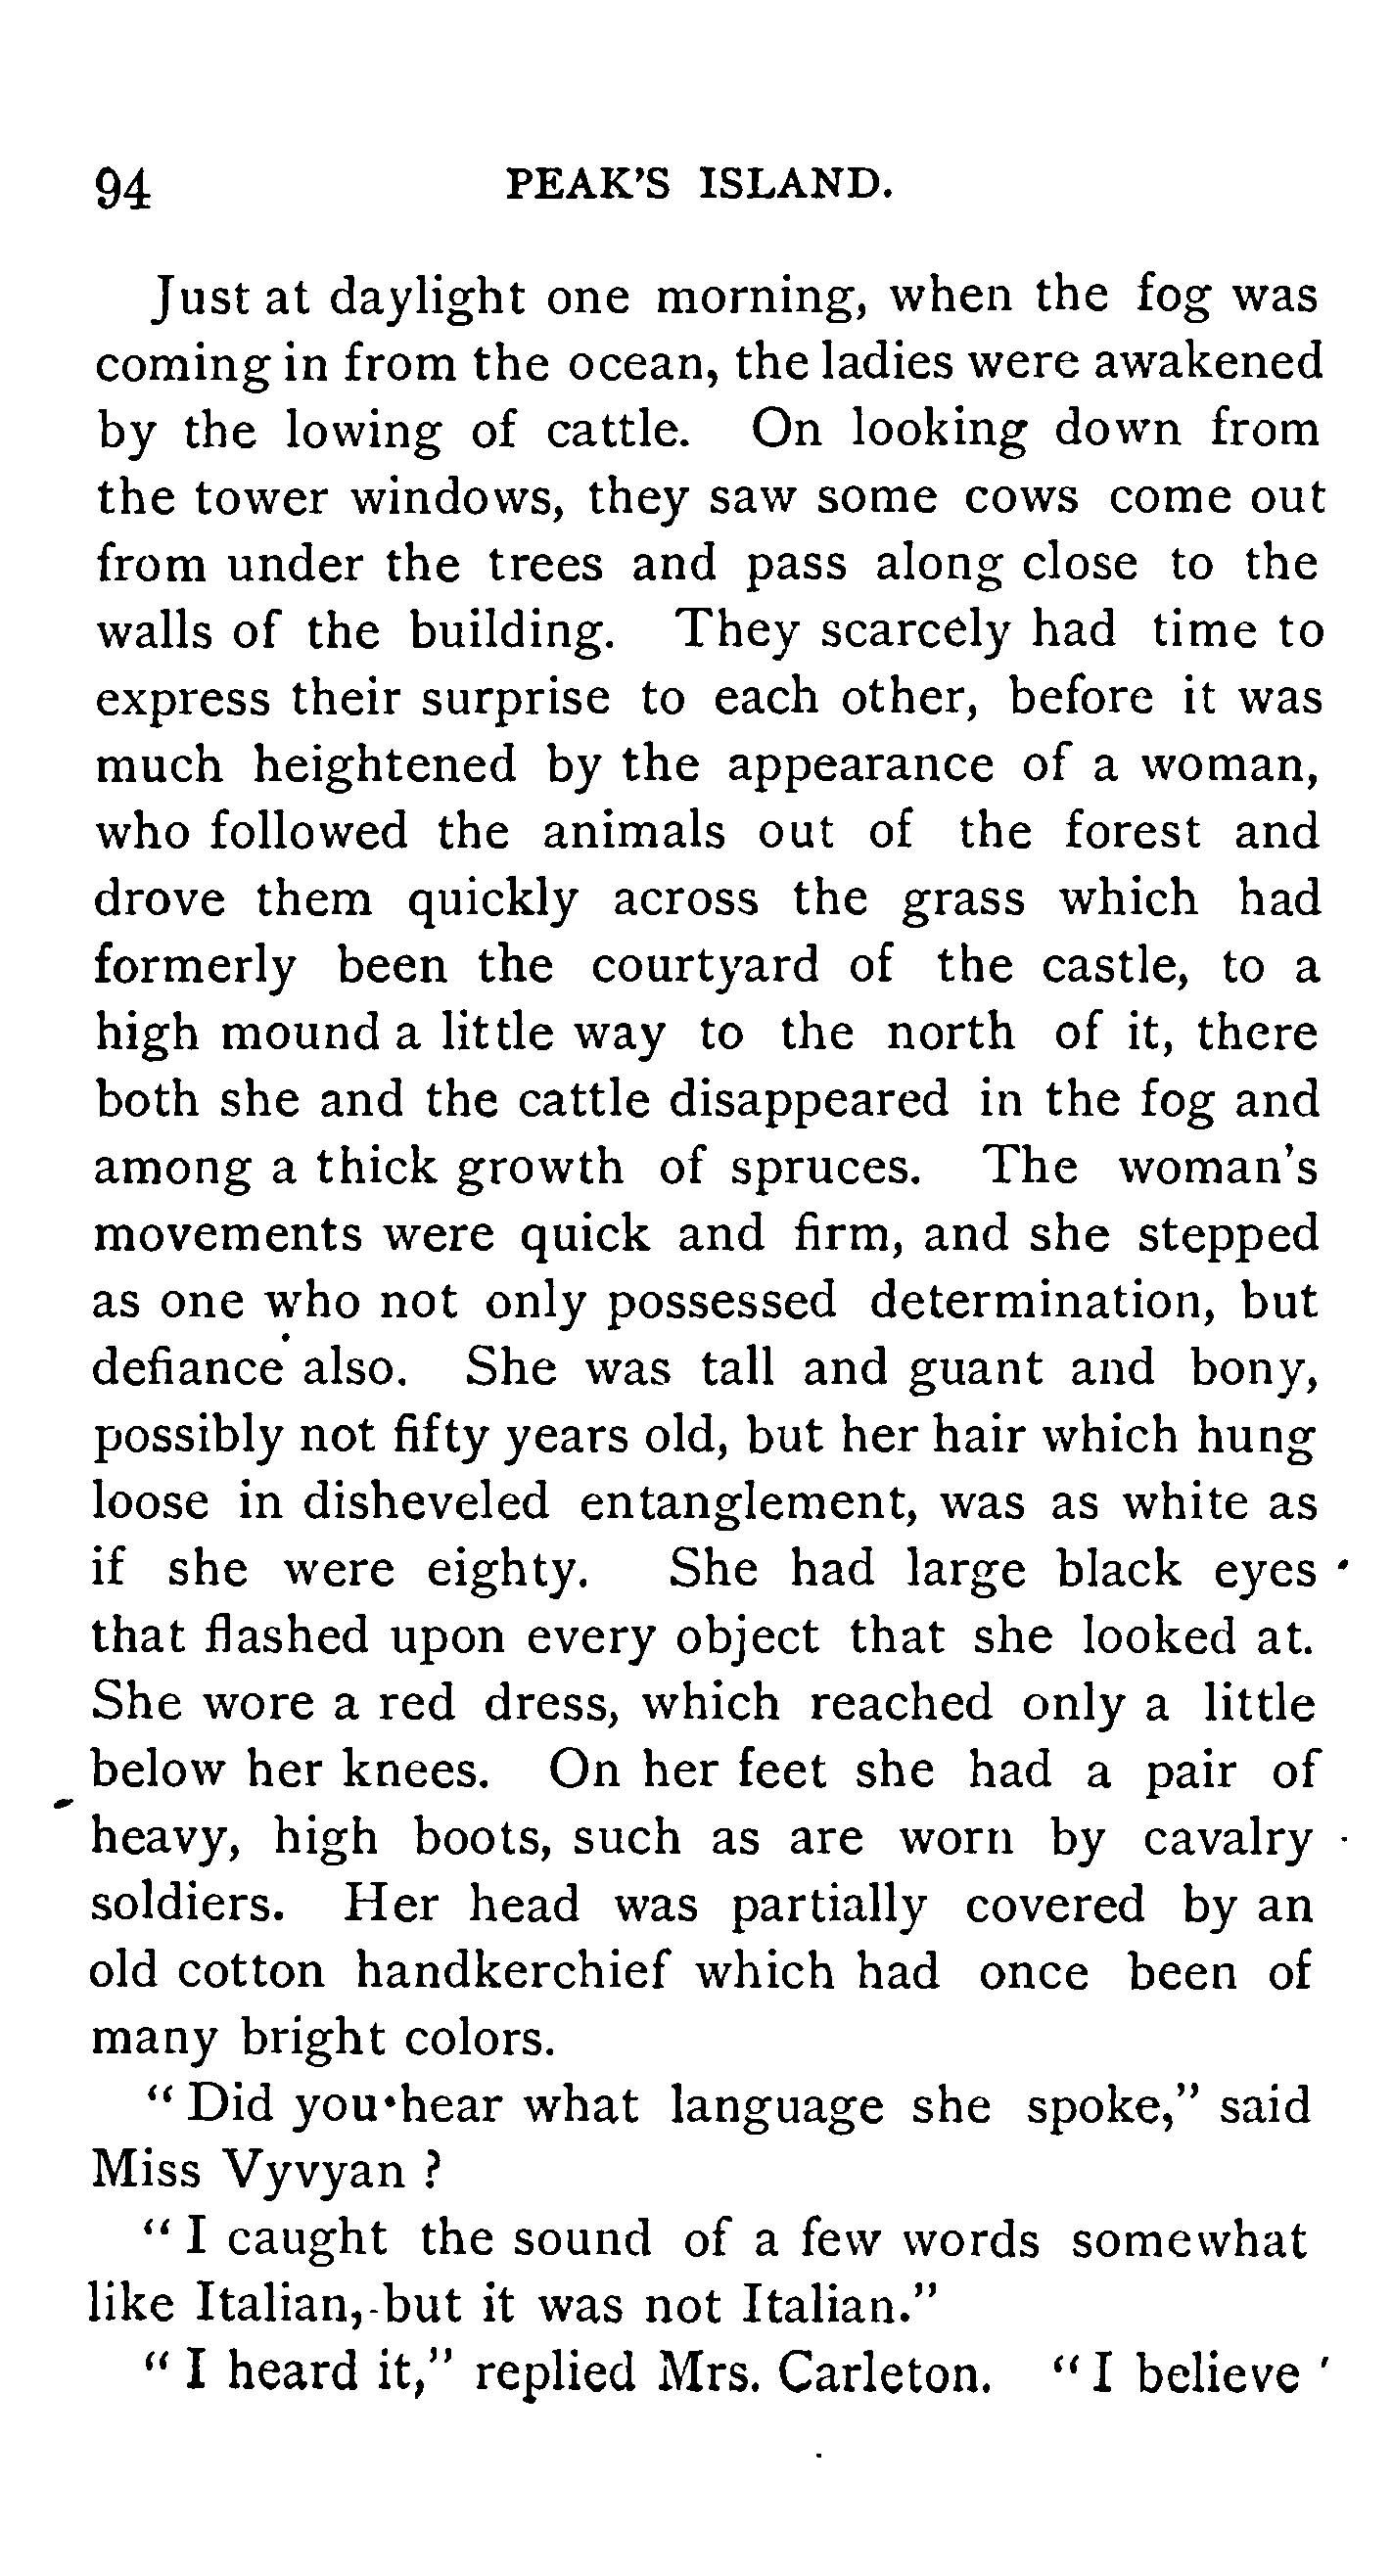 94 PEAK'S ISLAND.
Just at daylight one morning, when the fog was
coming in from the ocean, the ladies were awakened
by the lowing of cattle. On looking down from
the tower windows, they saw some cows come out
from under the trees and pass along close to the
walls of the building. They scarcely had time to
express their surprise to each other, before it was
much heightened by the appearance of a woman,
who followed the animals out of the forest and
drove them quickly across the grass which had
formerly been the courtyard of the castle, to a
high mound a little way to the north of it, there
both she and the cattle disappeared in the fog and
among a thick growth of spruces. The woman's
movements were quick and firm, and she stepped
as one who not only possessed determination, but
defiance also. She was tall and guant and bony,
possibly not fifty years old, but her hair which hung
loose in disheveled entanglement, was as white as
if she were eighty. She had large black eyes
that flashed upon every object that she looked at.
She wore a red dress, which reached only a little
below her knees. On her feet she had a pair of
heavy, high boots, such as are worn by cavalry
soldiers. Her head was partially covered by an
old cotton handkerchief which had once been of
many bright colors.
"Did you hear what language she spoke," said
Miss Vyvyan?
"I caught the sound of a few words somewhat
like Italian, but it was not Italian."
"I heard it," replied Mrs. Carleton. "I believe